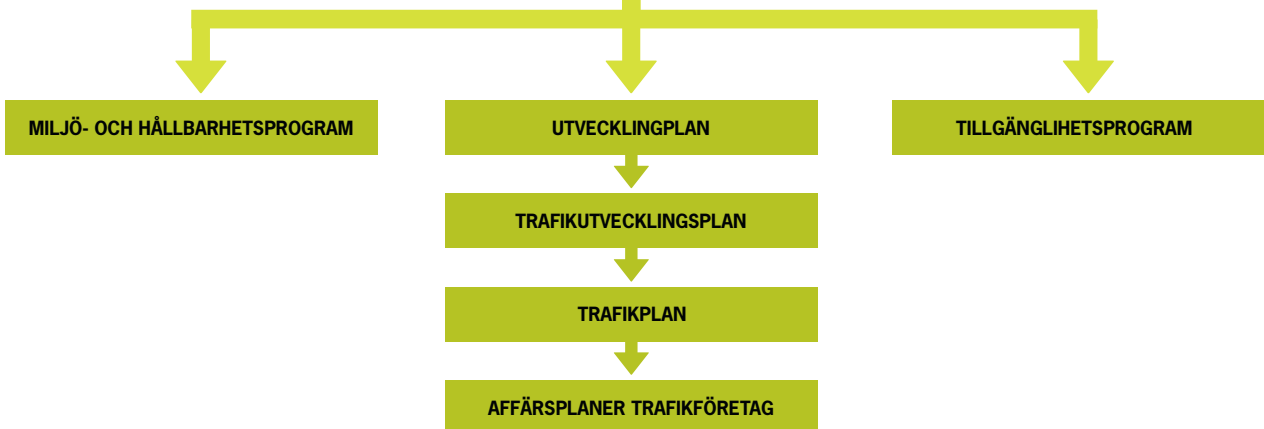 MILJÖ- OCH HÅLLBARHETSPROGRAM
UTVECKLINGPLAN
TILLGÄNGLIHETSPROGRAM
TRAFIKUTVECKLINGSPLAN
TRAFIKPLAN
AFFÄRSPLANER TRAFIKFÖRETAG